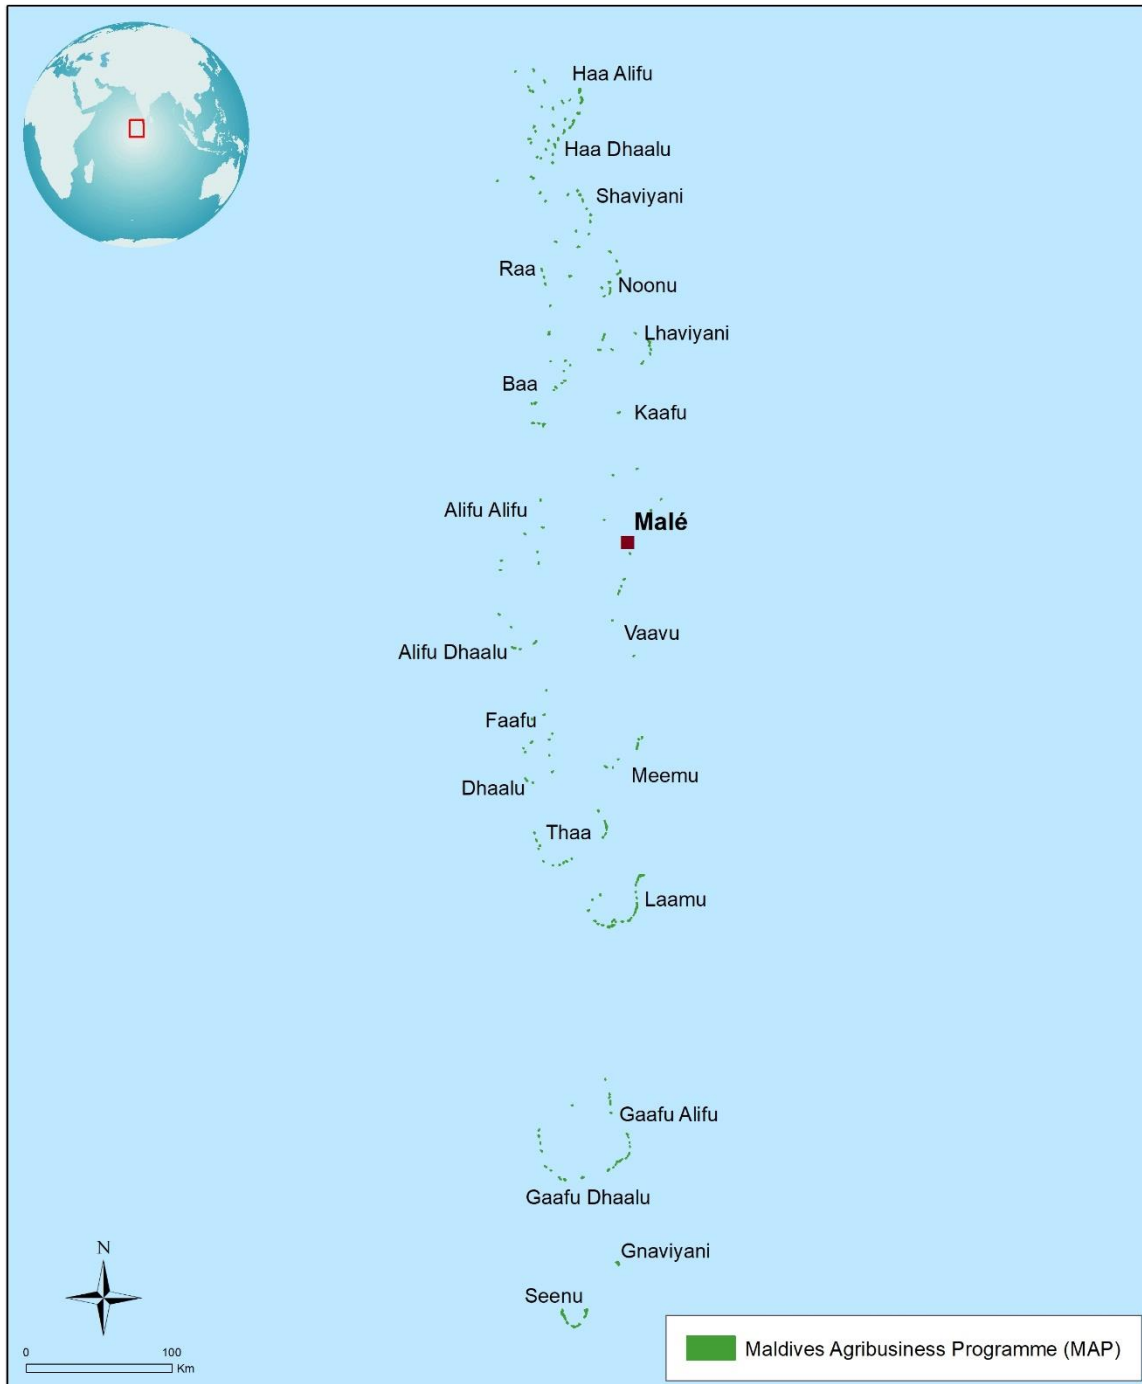 Haa Alifu
Haa Dhaalu
Shaviyani
Raa
Noonu
Lhaviyani
Baa
Kaafu
Alifu Alifu
Malé
Vaavu
Alifu Dhaalu
Faafu
Meemu
Dhaalu
Thaa
Laamu
Gaafu Alifu
Gaafu Dhaalu
Gnaviyani
N
Seenu
0 100
Km
Maldives Agribusiness Programme (MAP)